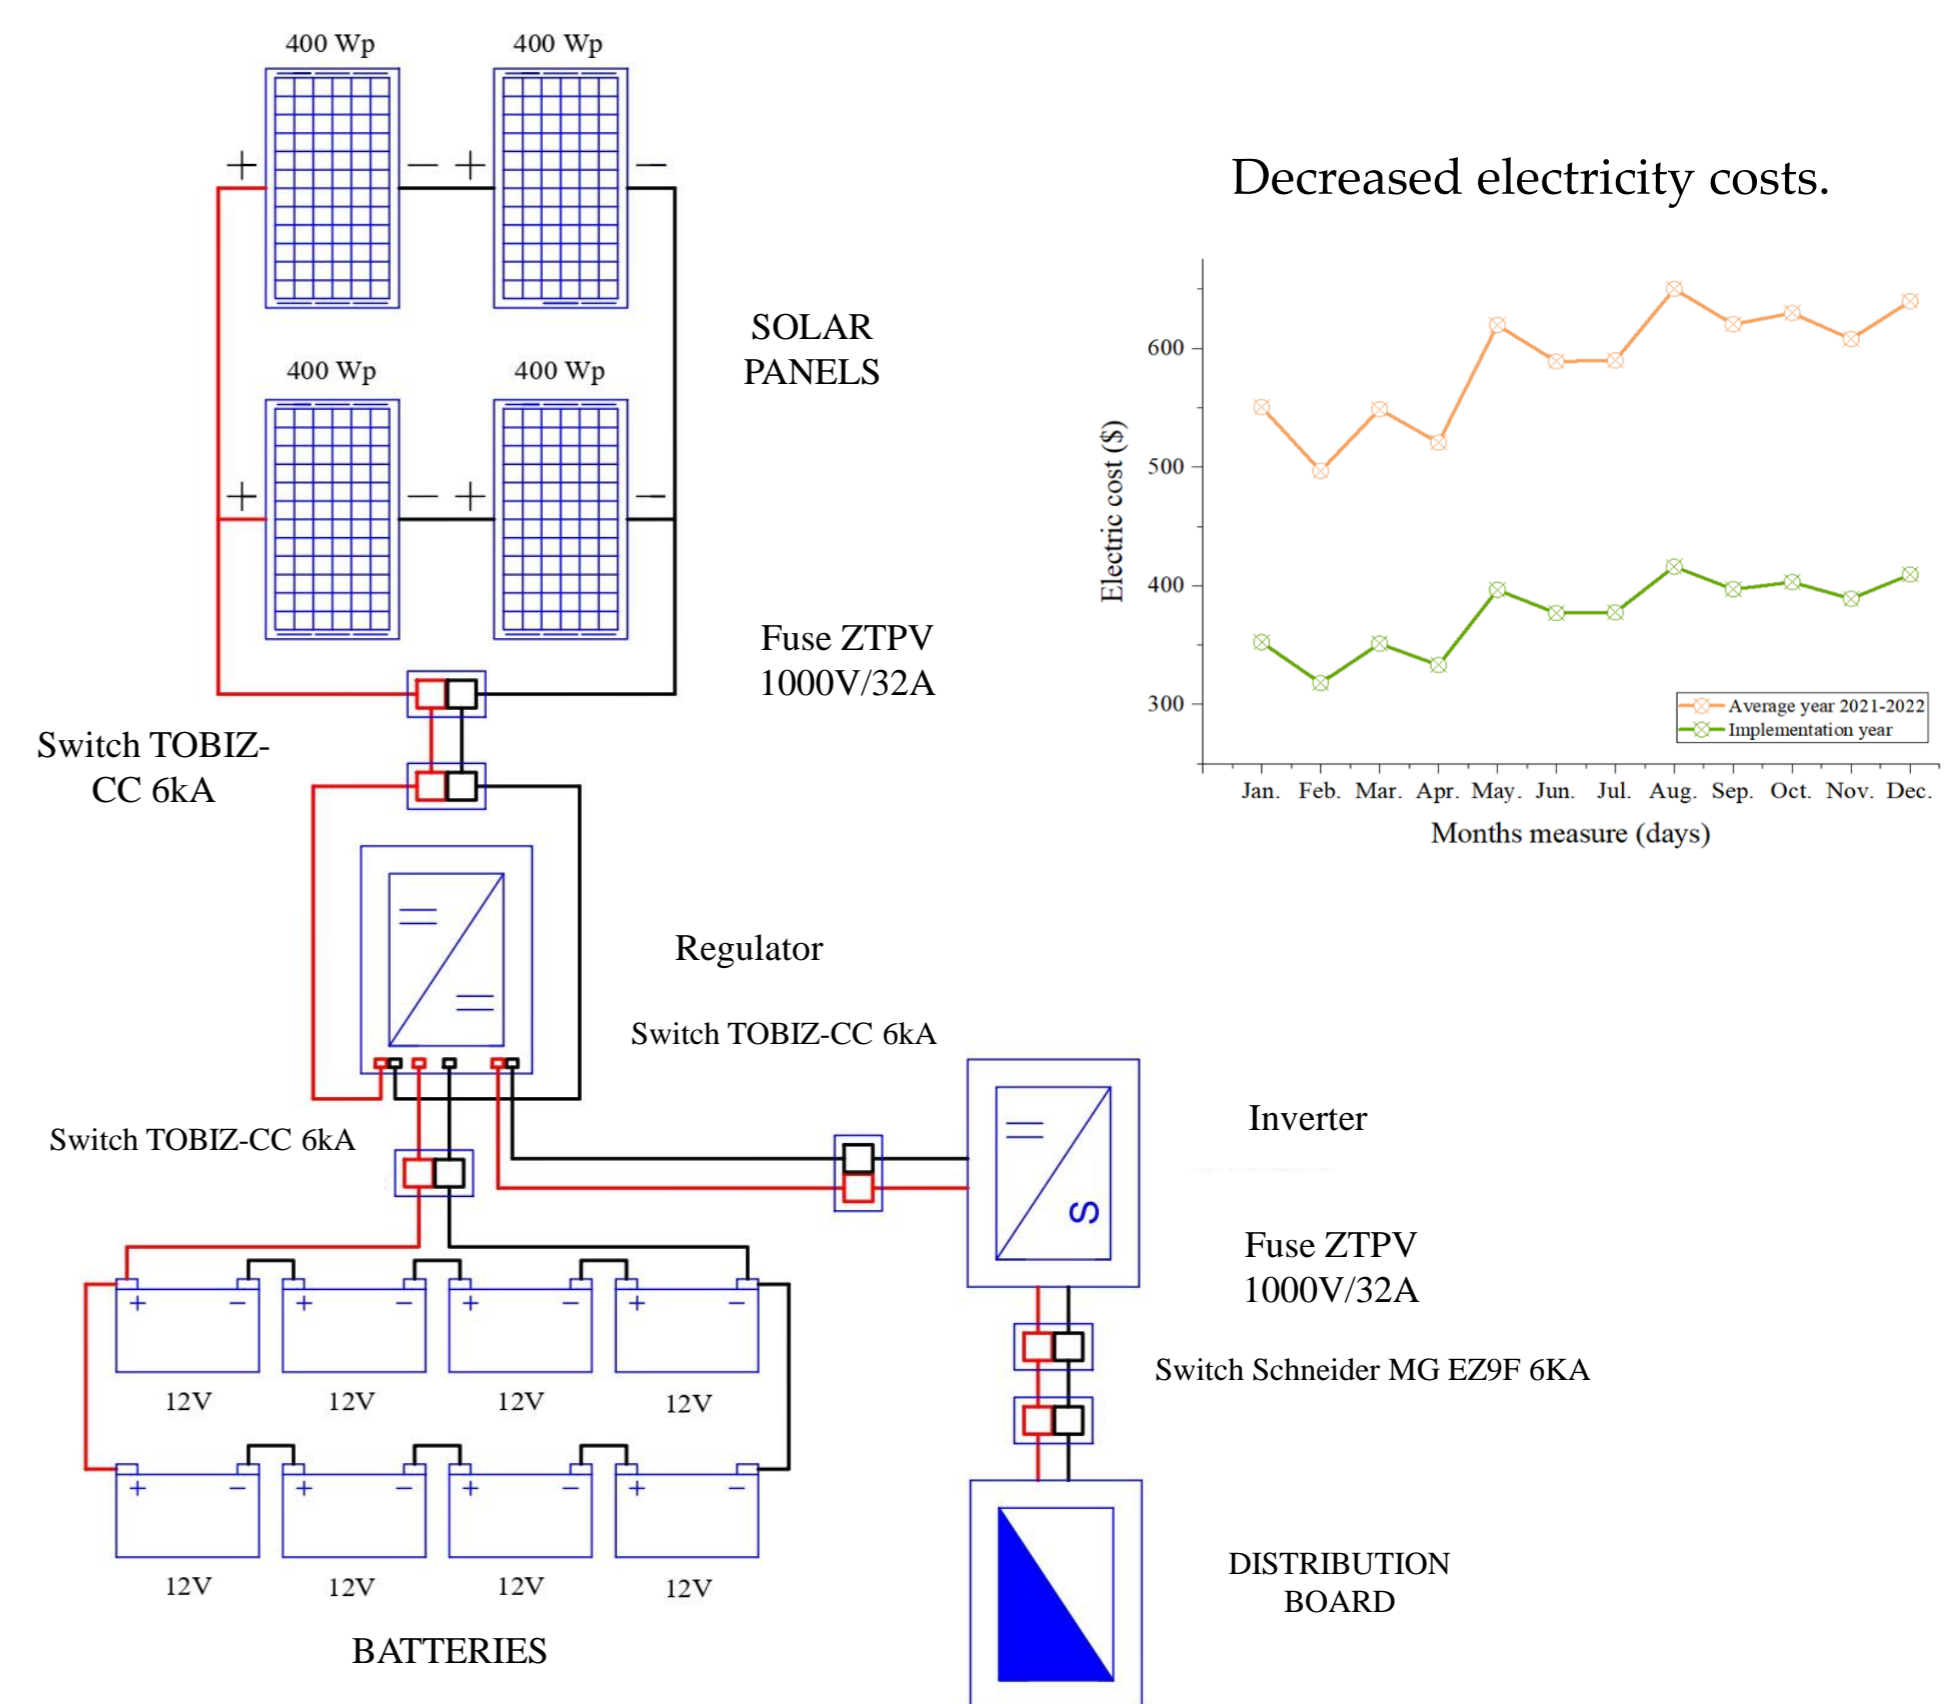 400 Wp
400 Wp
+
−
+
−
SOLAR
PANELS
400 Wp
400 Wp
+
−
+
−
Fuse ZTPV
1000V/32A
Switch TOBIZ-
CC 6kA
Regulator
Switch TOBIZ-CC 6kA
Switch TOBIZ-CC 6kA
Inverter
S
Fuse ZTPV
1000V/32A
Switch Schneider MG EZ9F 6KA
+ − + − + − + −
12V 12V 12V 12V
+ − + − + − + −
12V 12V 12V 12V
BATTERIES
DISTRIBUTION
BOARD
Decreased electricity costs.
Electric cost ($)
600
500
400
300
Average year 2021-2022
Implementation year
Jan. Feb. Mar. Apr. May. Jun. Jul. Aug. Sep. Oct. Nov. Dec.
Months measure (days)